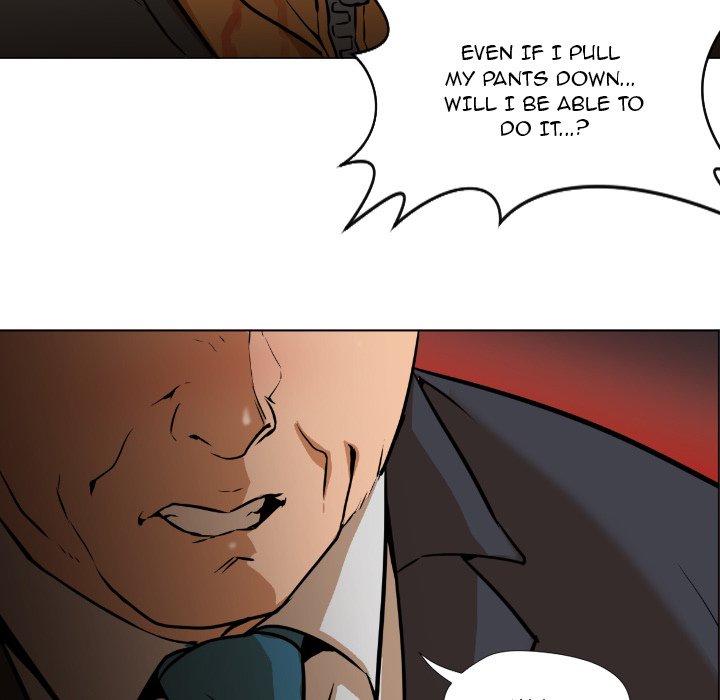 EVEN IF I PULL
MY PANTS DOWN...
WILL I BE ABLE TO
DO IT...?